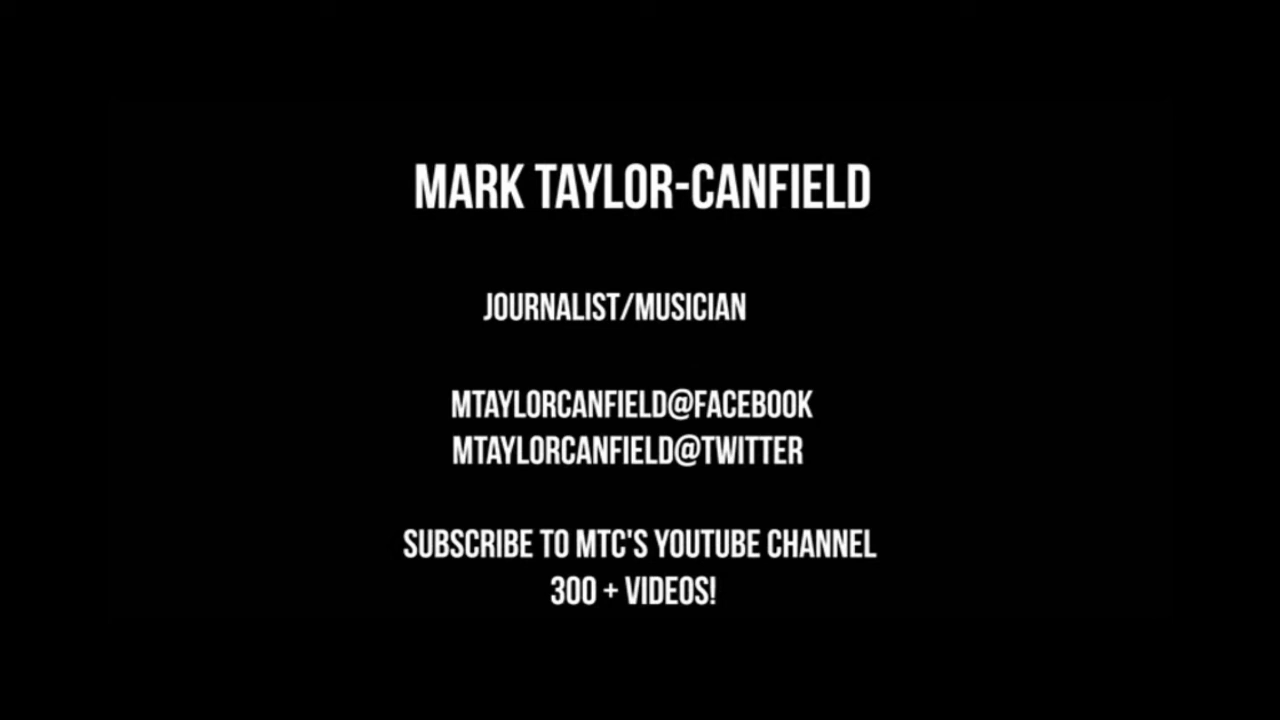 MARK TAYLOR-CANFIELD
JOURNALIST/MUSICIAN
MTAYLORCANFIELD@FACEBOOK
MTAYLORCANFIELD@TWITTER
SUBSCRIBE TO MTC'S YOUTUBE CHANNEL
300 + VIDEOS!